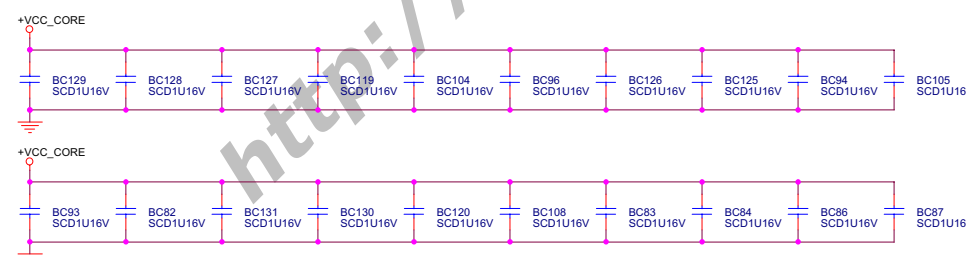 +VCC_CORE
BC129 BC128 BC127 BC119 BC104 BC96 BC126 BC125 BC94 BC105
SCD1U16V SCD1U16V SCD1U16V SCD1U16V SCD1U16V SCD1U16V SCD1U16V SCD1U16V SCD1U16V SCD1U16
http:/
+VCC_CORE
BC93 BC82 BC131 BC130 BC120 BC108 BC83 BC84 BC86 BC87
SCD1U16V SCD1U16V SCD1U16V SCD1U16V SCD1U16V SCD1U16V SCD1U16V SCD1U16V SCD1U16V SCD1U16